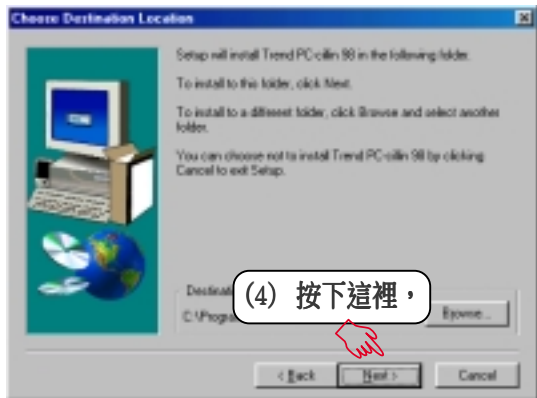 Choose Destination Location
Setup will install Trend PC-cillin 98 in the following folder.
To install to this folder, click Next.
To install to a different folder, click Browse and select another
folder.
You can choose not to install Trend PC-cillin 98 by clicking
Cancel to exit Setup.
(4) 按下這裡，
C:\Program
Browse...
< Back
Next >
Cancel